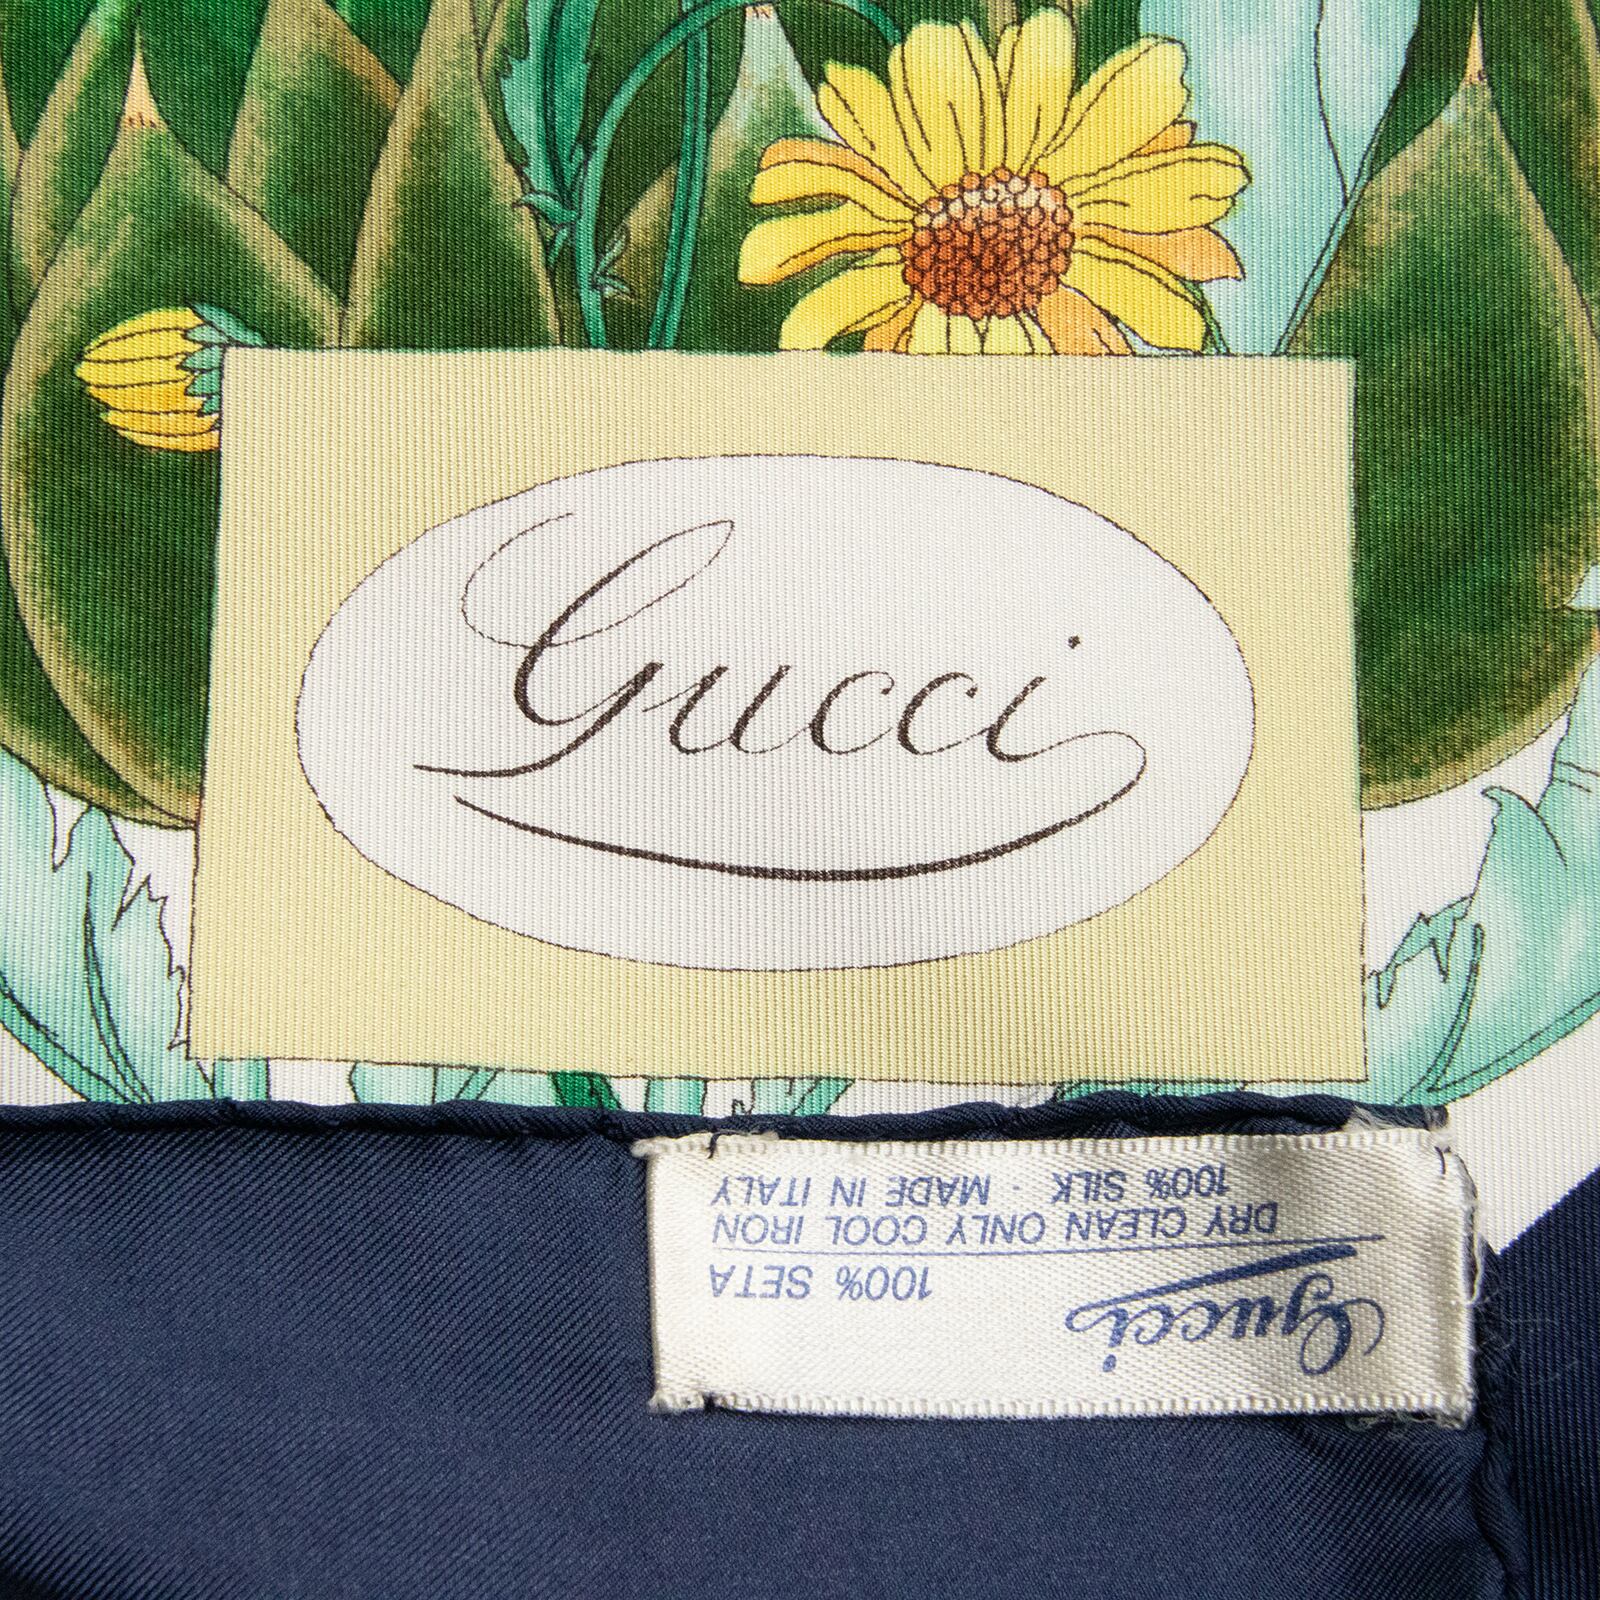 Gucci
Gucci
100% SETA
DRY CLEAN ONLY COOL IRON
100% SILK - MADE IN ITALY